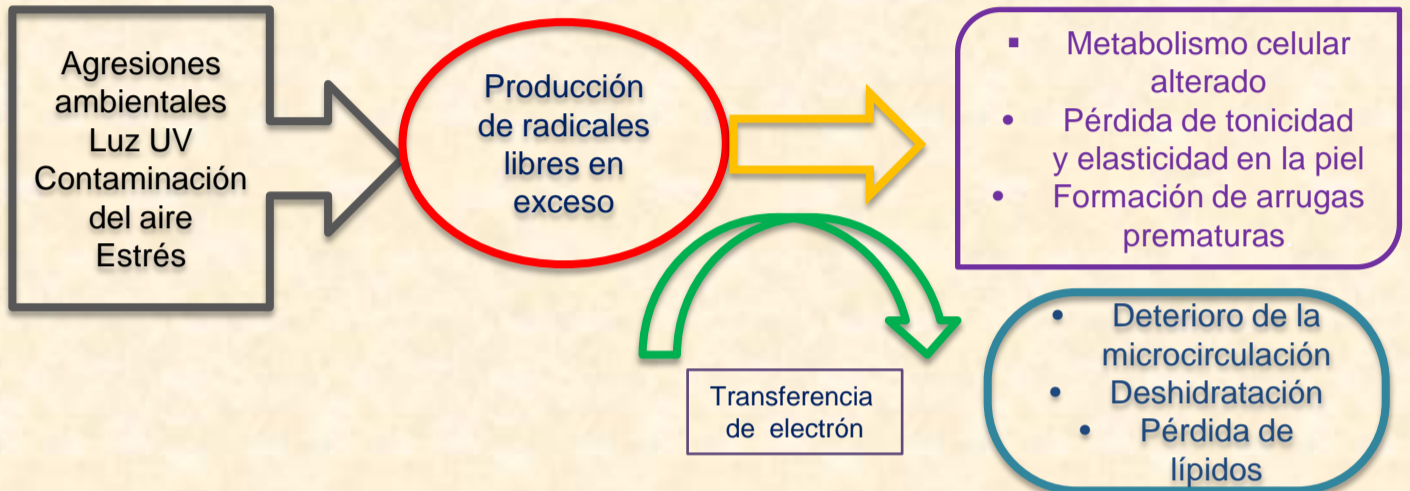 Agresiones
ambientales
Luz UV
Contaminación
del aire
Estrés
Producción
de radicales
libres en
exceso
▪ Metabolismo celular
alterado
• Pérdida de tonicidad
y elasticidad en la piel
• Formación de arrugas
prematuras
Transferencia
de electrón
• Deterioro de la
microcirculación
• Deshidratación
• Pérdida de
lípidos